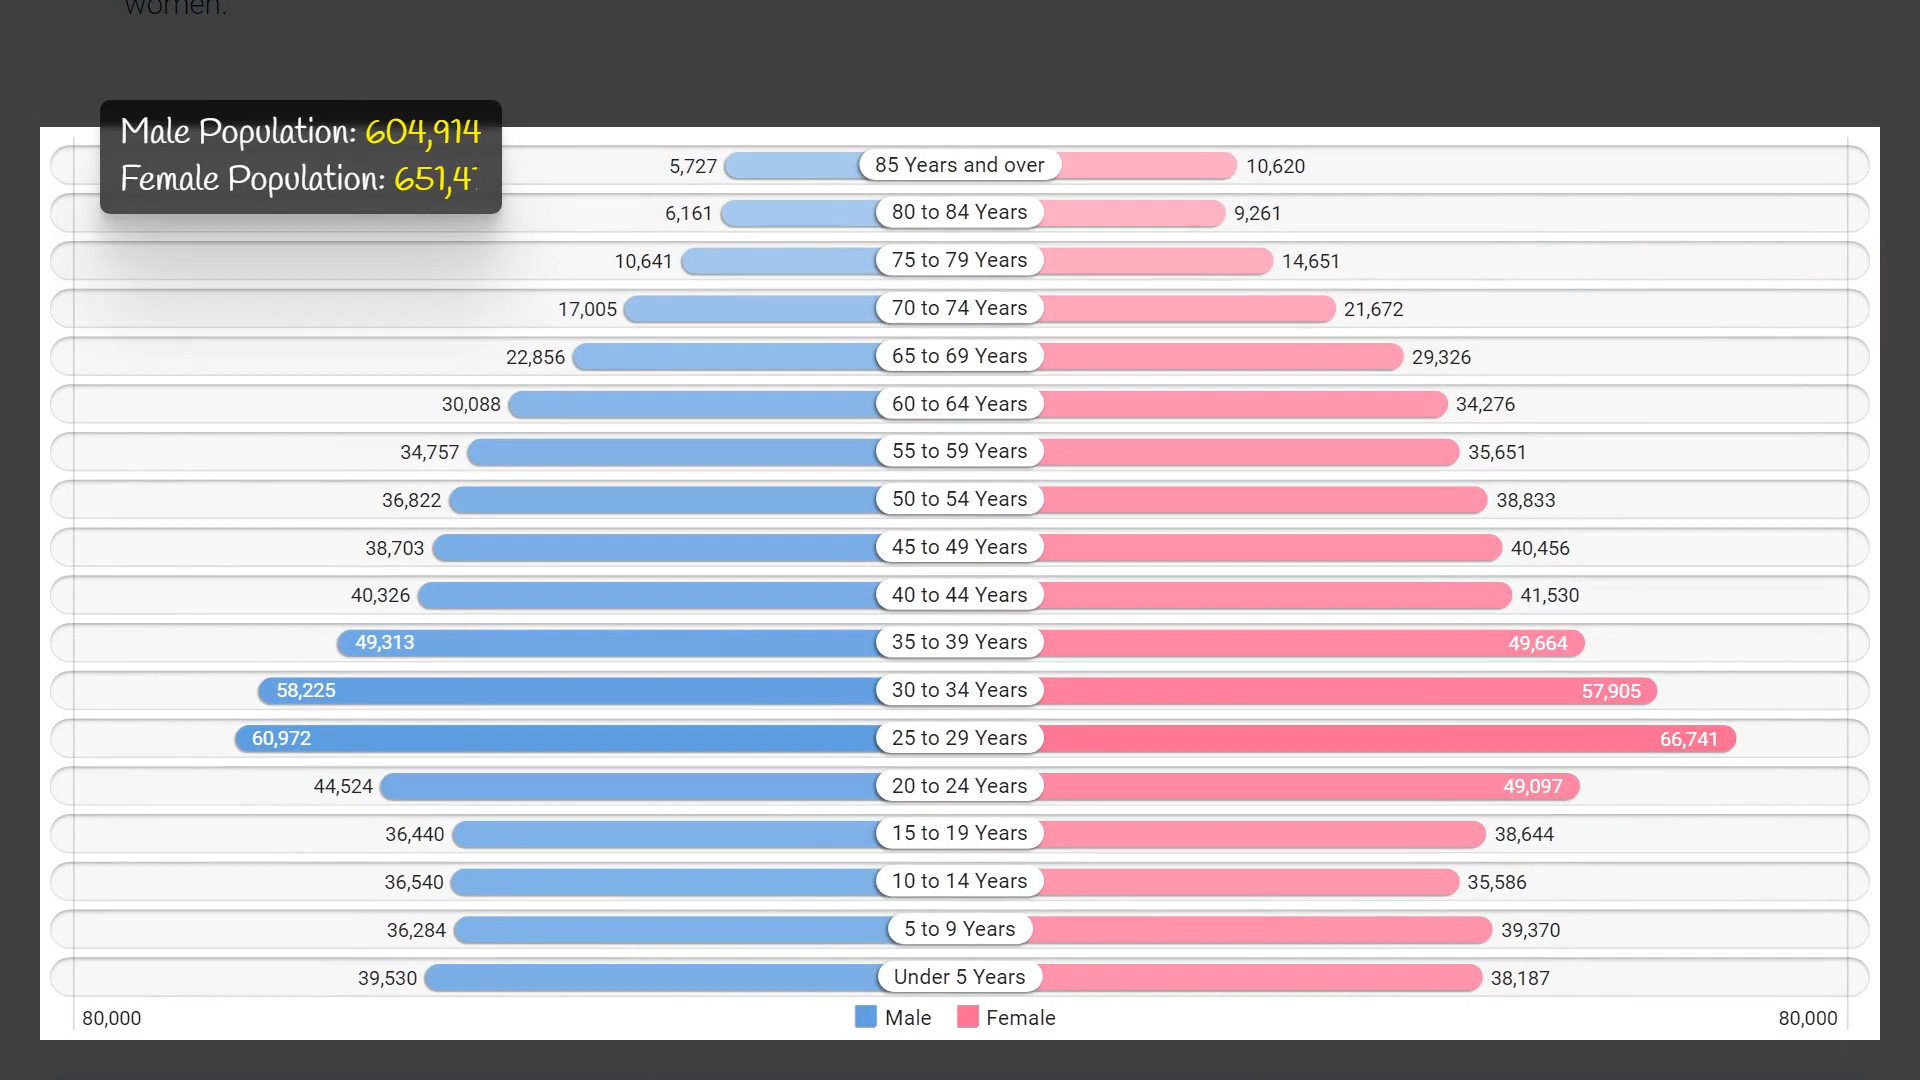 women.
Male Population: 604,914
Female Population: 651,4
5,727 85 Years and over 10,620
6,161 80 to 84 Years 9,261
10,641 75 to 79 Years 14,651
17,005 70 to 74 Years 21,672
22,856 65 to 69 Years 29,326
30,088 60 to 64 Years 34,276
34,757 55 to 59 Years 35,651
36,822 50 to 54 Years 38,833
38,703 45 to 49 Years 40,456
40,326 40 to 44 Years 41,530
49,313 35 to 39 Years 49,664
58,225 30 to 34 Years 57,905
60,972 25 to 29 Years 66,741
44,524 20 to 24 Years 49,097
36,440 15 to 19 Years 38,644
36,540 10 to 14 Years 35,586
36,284 5 to 9 Years 39,370
39,530 Under 5 Years 38,187
80,000 Male Female 80,000